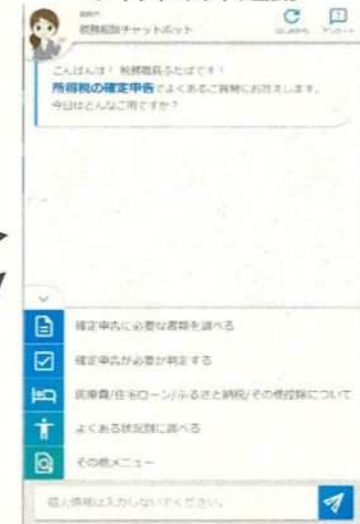 国税庁
税務相談チャットボット
はじめから
アンケート
こんばんは！税務職員ふたばです！
所得税の確定申告でよくあるご質問にお答えします。
今日はどんなご用ですか？
確定申告に必要な書類を調べる
確定申告が必要か判定する
医療費/住宅ローン/ふるさと納税/その他控除について
よくある状況別に調べる
その他メニュー
個人情報は入力しないでください。